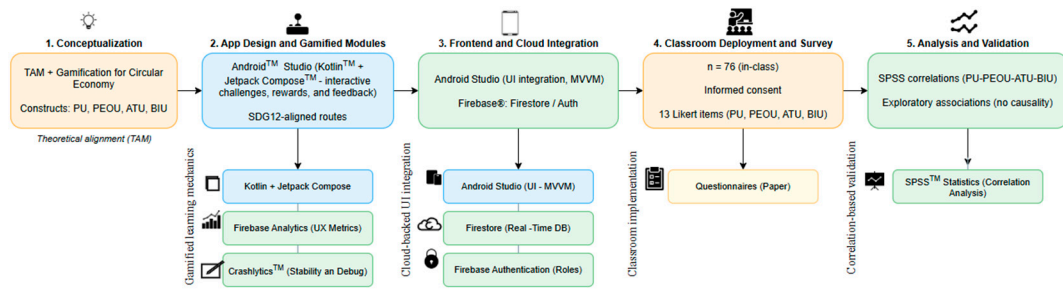 1. Conceptualization
TAM + Gamification for Circular
Economy
Constructs: PU, PEOU, ATU, BIU
Theoretical alignment (TAM)
2. App Design and Gamified Modules
Android™ Studio (Kotlin™ +
Jetpack Compose™ - interactive
challenges, rewards, and feedback)
SDG12-aligned routes
Gamified learning mechanics
Kotlin + Jetpack Compose
Firebase Analytics (UX Metrics)
Crashlytics™ (Stability an Debug)
3. Frontend and Cloud Integration
Android Studio (UI integration, MVVM)
Firebase®: Firestore / Auth
Cloud-backed UI integration
Android Studio (UI - MVVM)
Firestore (Real -Time DB)
Firebase Authentication (Roles)
4. Classroom Deployment and Survey
n = 76 (in-class)
Informed consent
13 Likert items (PU, PEOU, ATU, BIU)
Classroom implementation
Questionnaires (Paper)
5. Analysis and Validation
SPSS correlations (PU-PEOU-ATU-BIU)
Exploratory associations (no causality)
Correlation-based validation
SPSS™ Statistics (Correlation
Analysis)